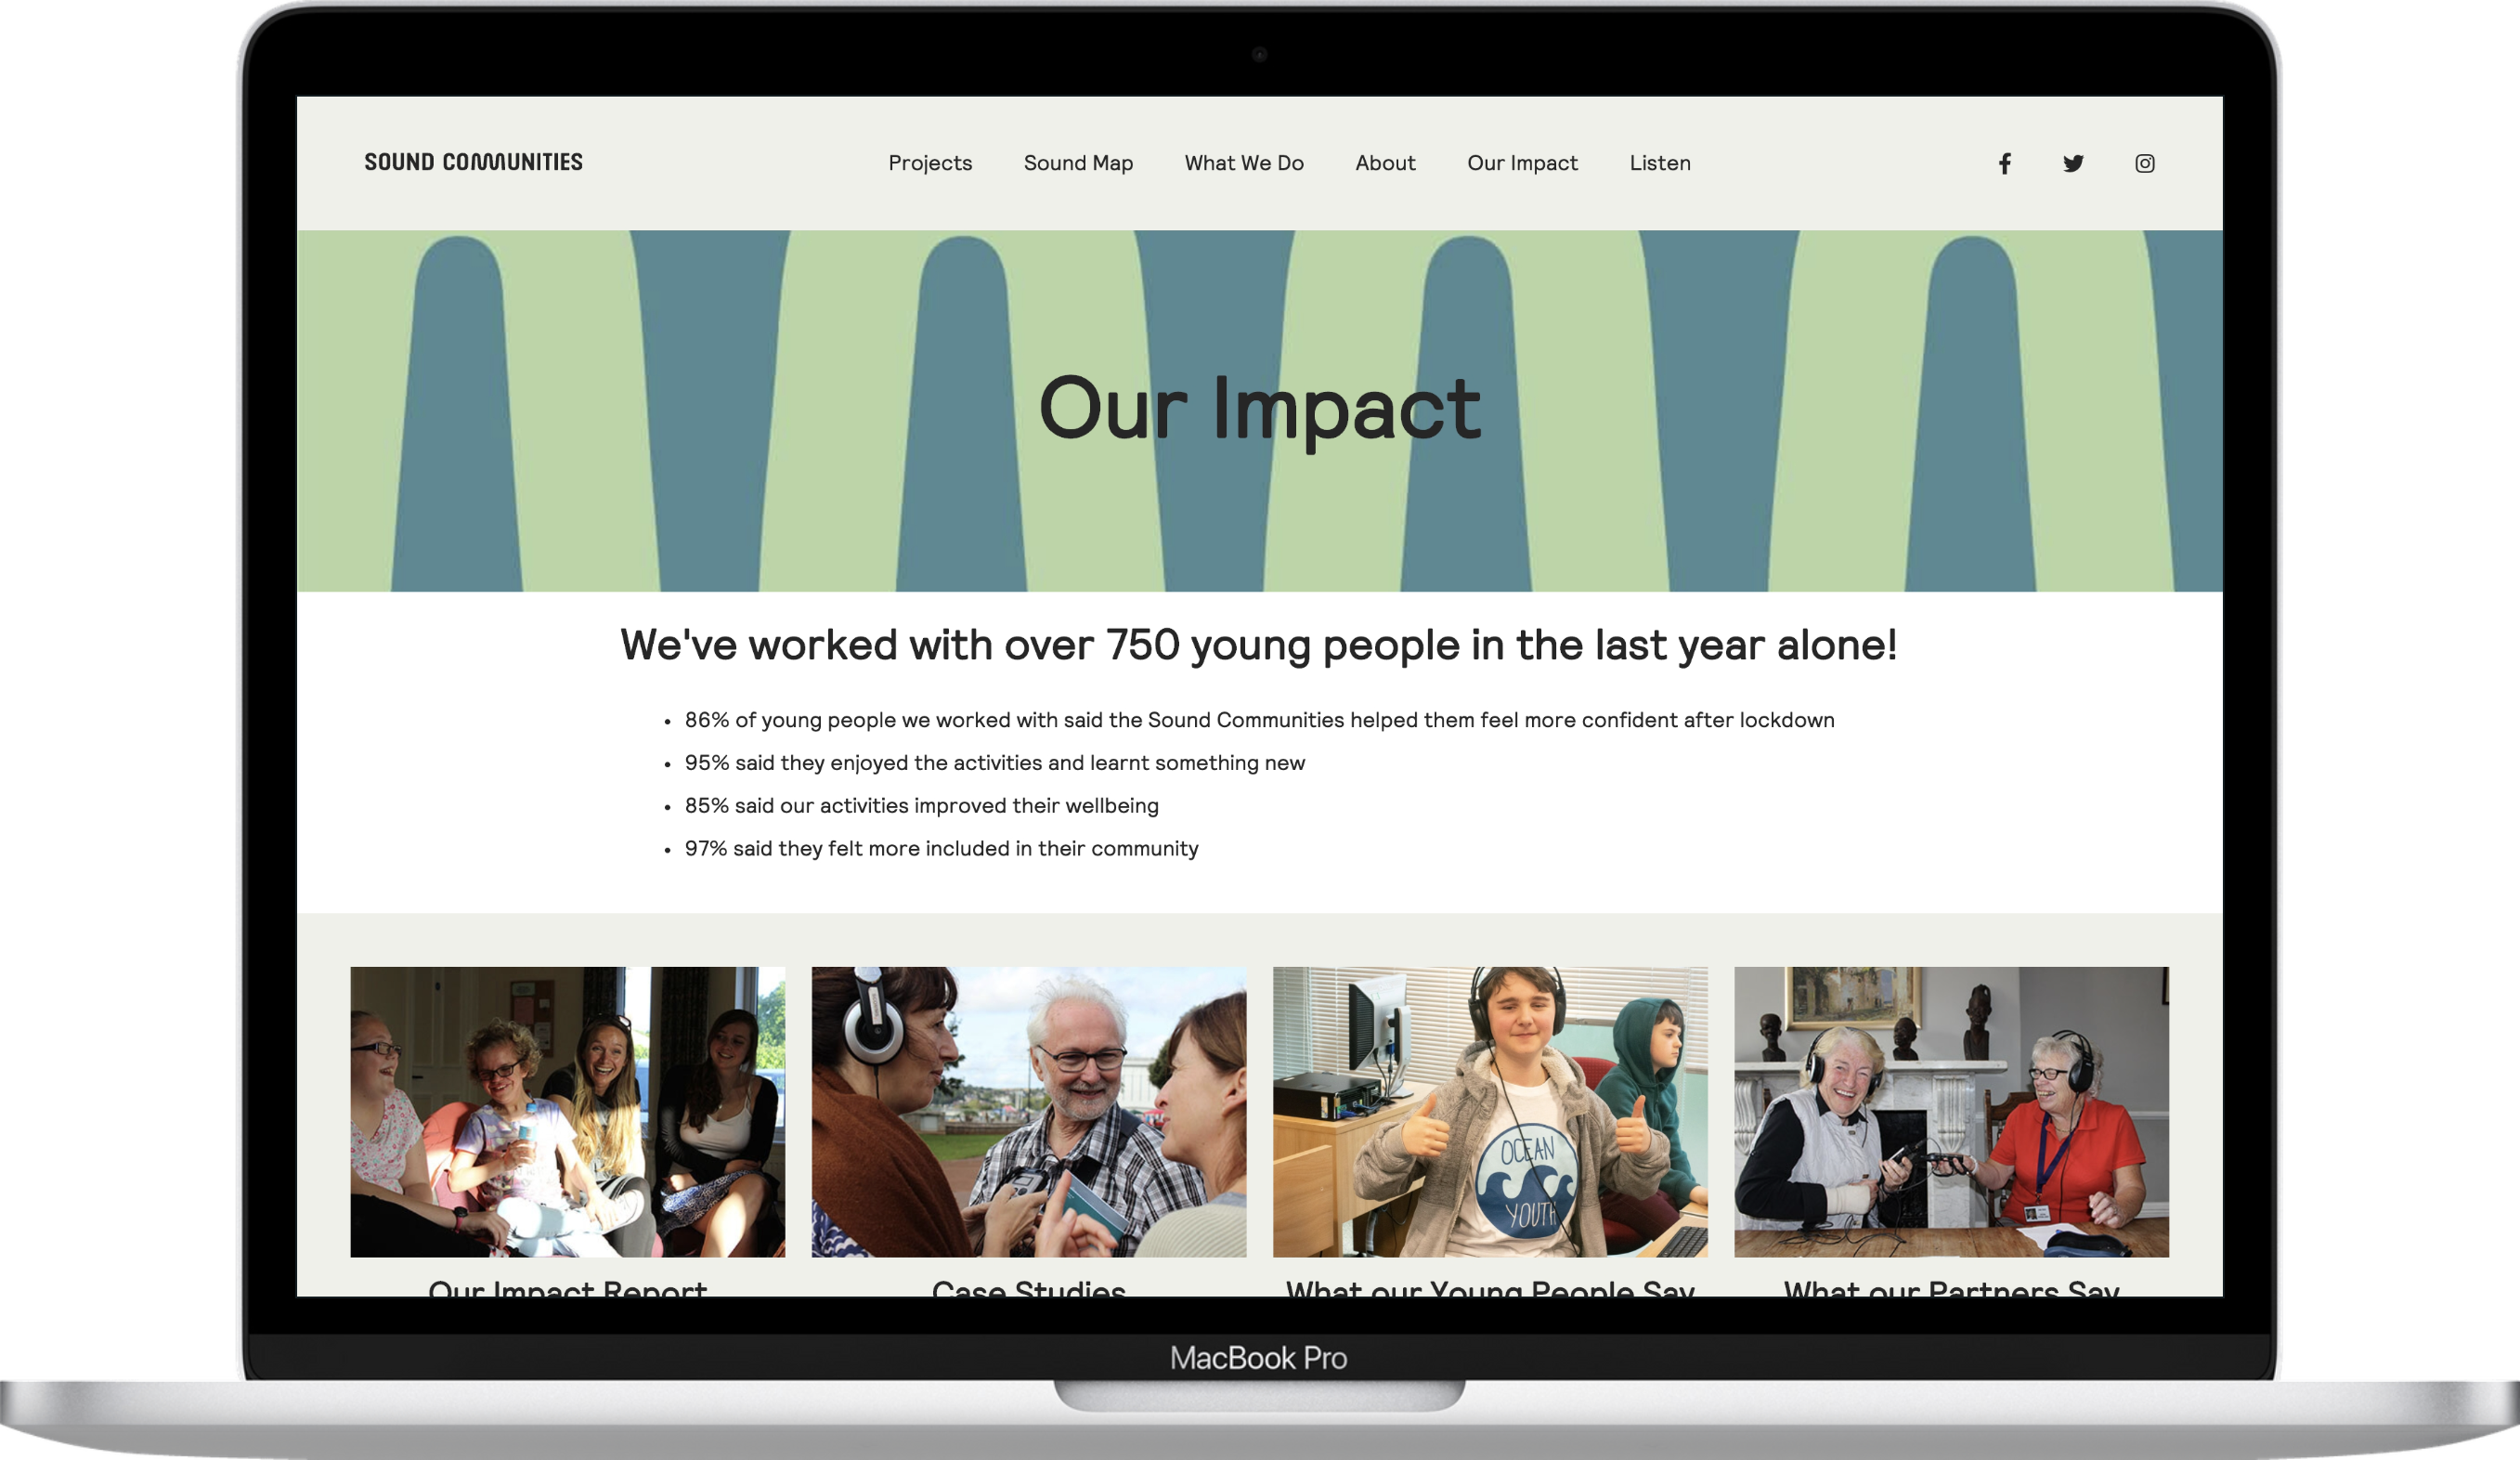 SOUND COMMUNITIES
Projects Sound Map What We Do About Our Impact Listen
Our Impact
We've worked with over 750 young people in the last year alone!
• 86% of young people we worked with said the Sound Communities helped them feel more confident after lockdown
• 95% said they enjoyed the activities and learnt something new
• 85% said our activities improved their wellbeing
• 97% said they felt more included in their community
OCEAN
YOUTH
Our Impact Report Case Studies What our Young People Say What our Partners Say
MacBook Pro